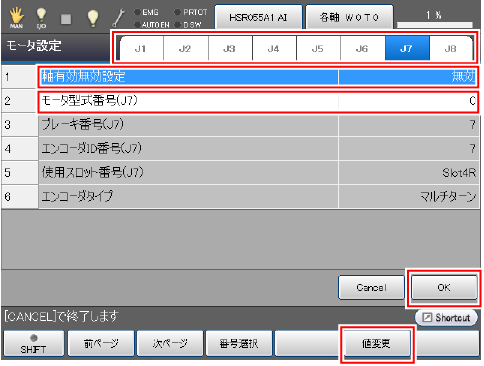 MAN I/O EMG PRTOT AUTOEN DSW HSR055A1 AI 各軸 W0T0 1 %
モータ設定 J1 J2 J3 J4 J5 J6 J7 J8
1 軸有効無効設定 無効
2 モータ型式番号(J7) 0
3 ブレーキ番号(J7) 7
4 エンコーダID番号(J7) 7
5 使用スロット番号(J7) Slot4R
6 エンコーダタイプ マルチターン
Cancel OK
[CANCEL]で終了します Shortcut
SHIFT 前ページ 次ページ 番号選択 値変更